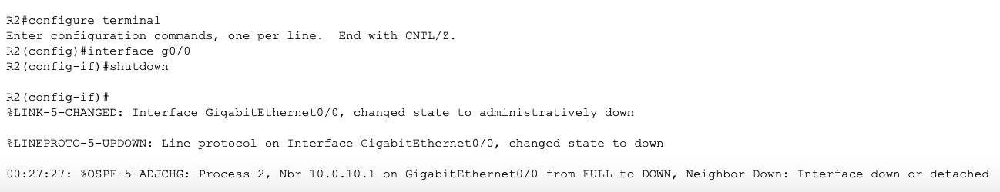 R2#configure terminal
Enter configuration commands, one per line.  End with CNTL/Z.
R2(config)#interface g0/0
R2(config-if)#shutdown
R2(config-if)#
%LINK-5-CHANGED: Interface GigabitEthernet0/0, changed state to administratively down
%LINEPROTO-5-UPDOWN: Line protocol on Interface GigabitEthernet0/0, changed state to down
00:27:27: %OSPF-5-ADJCHG: Process 2, Nbr 10.0.10.1 on GigabitEthernet0/0 from FULL to DOWN, Neighbor Down: Interface down or detached